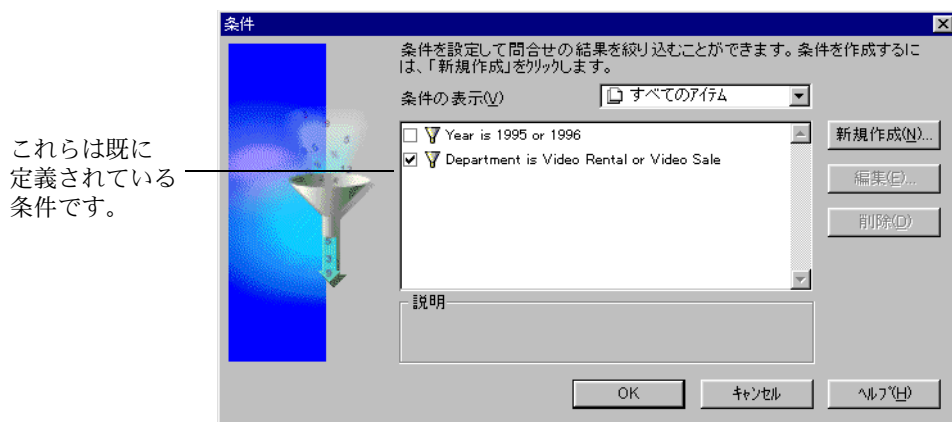 条件
条件を設定して問合せの結果を絞り込むことができます。条件を作成するに
は、「新規作成」をクリックします。
条件の表示(V)
すべてのアイテム
これらは既に
定義されている
条件です。
Year is 1995 or 1996
Department is Video Rental or Video Sale
新規作成(N)...
編集(E)...
削除(D)
説明
OK
キャンセル
ヘルプ(H)